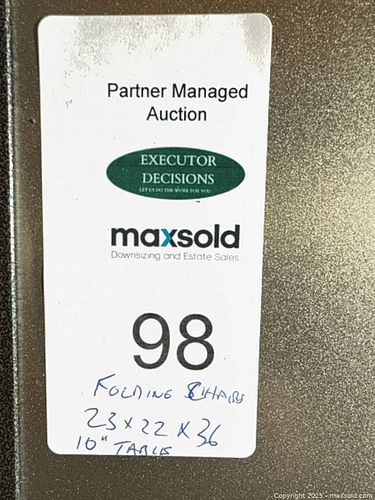 Partner Managed
Auction
EXECUTOR
DECISIONS
LET US DO THE WORK FOR YOU
maxsold
Downsizing and Estate Sales
98
FOLDING CHAIRS
23 x 22 x 36
10" TABLE
Copyright 2025 - maxsold.com